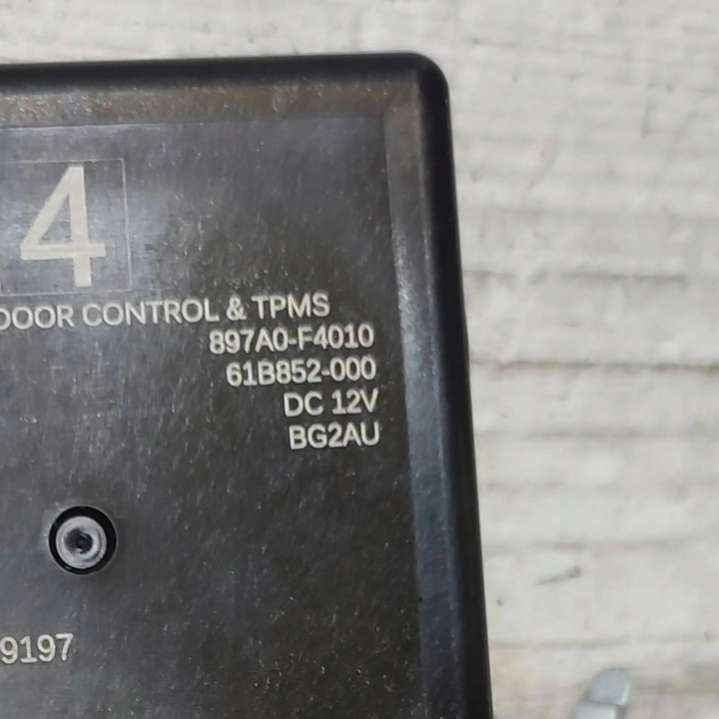 4
DOOR CONTROL & TPMS
897A0-F4010
61B852-000
DC 12V
BG2AU
9197